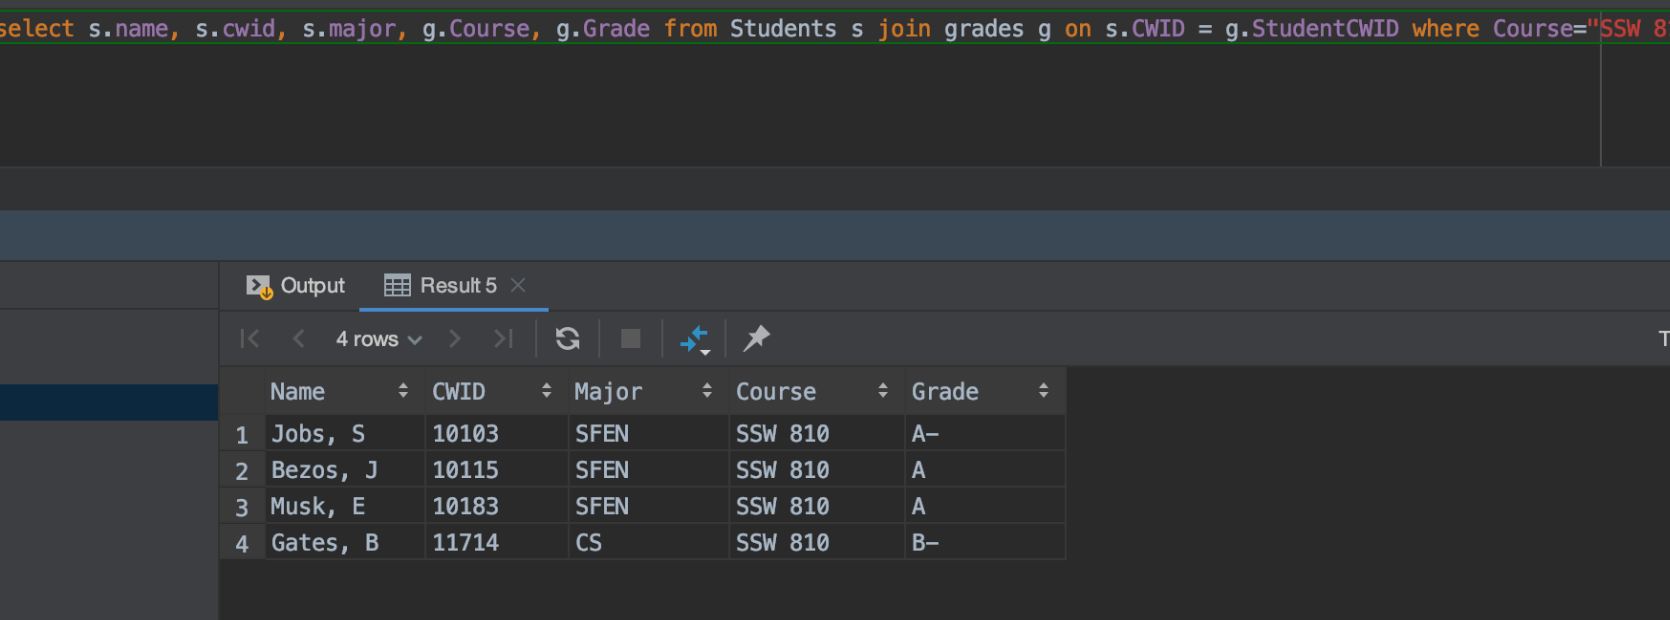 select s.name, s.cwid, s.major, g.Course, g.Grade from Students s join grades g on s.CWID = g.StudentCWID where Course="SSW 8
Output Result 5
4 rows
Name CWID Major Course Grade
1 Jobs, S 10103 SFEN SSW 810 A-
2 Bezos, J 10115 SFEN SSW 810 A
3 Musk, E 10183 SFEN SSW 810 A
4 Gates, B 11714 CS SSW 810 B-